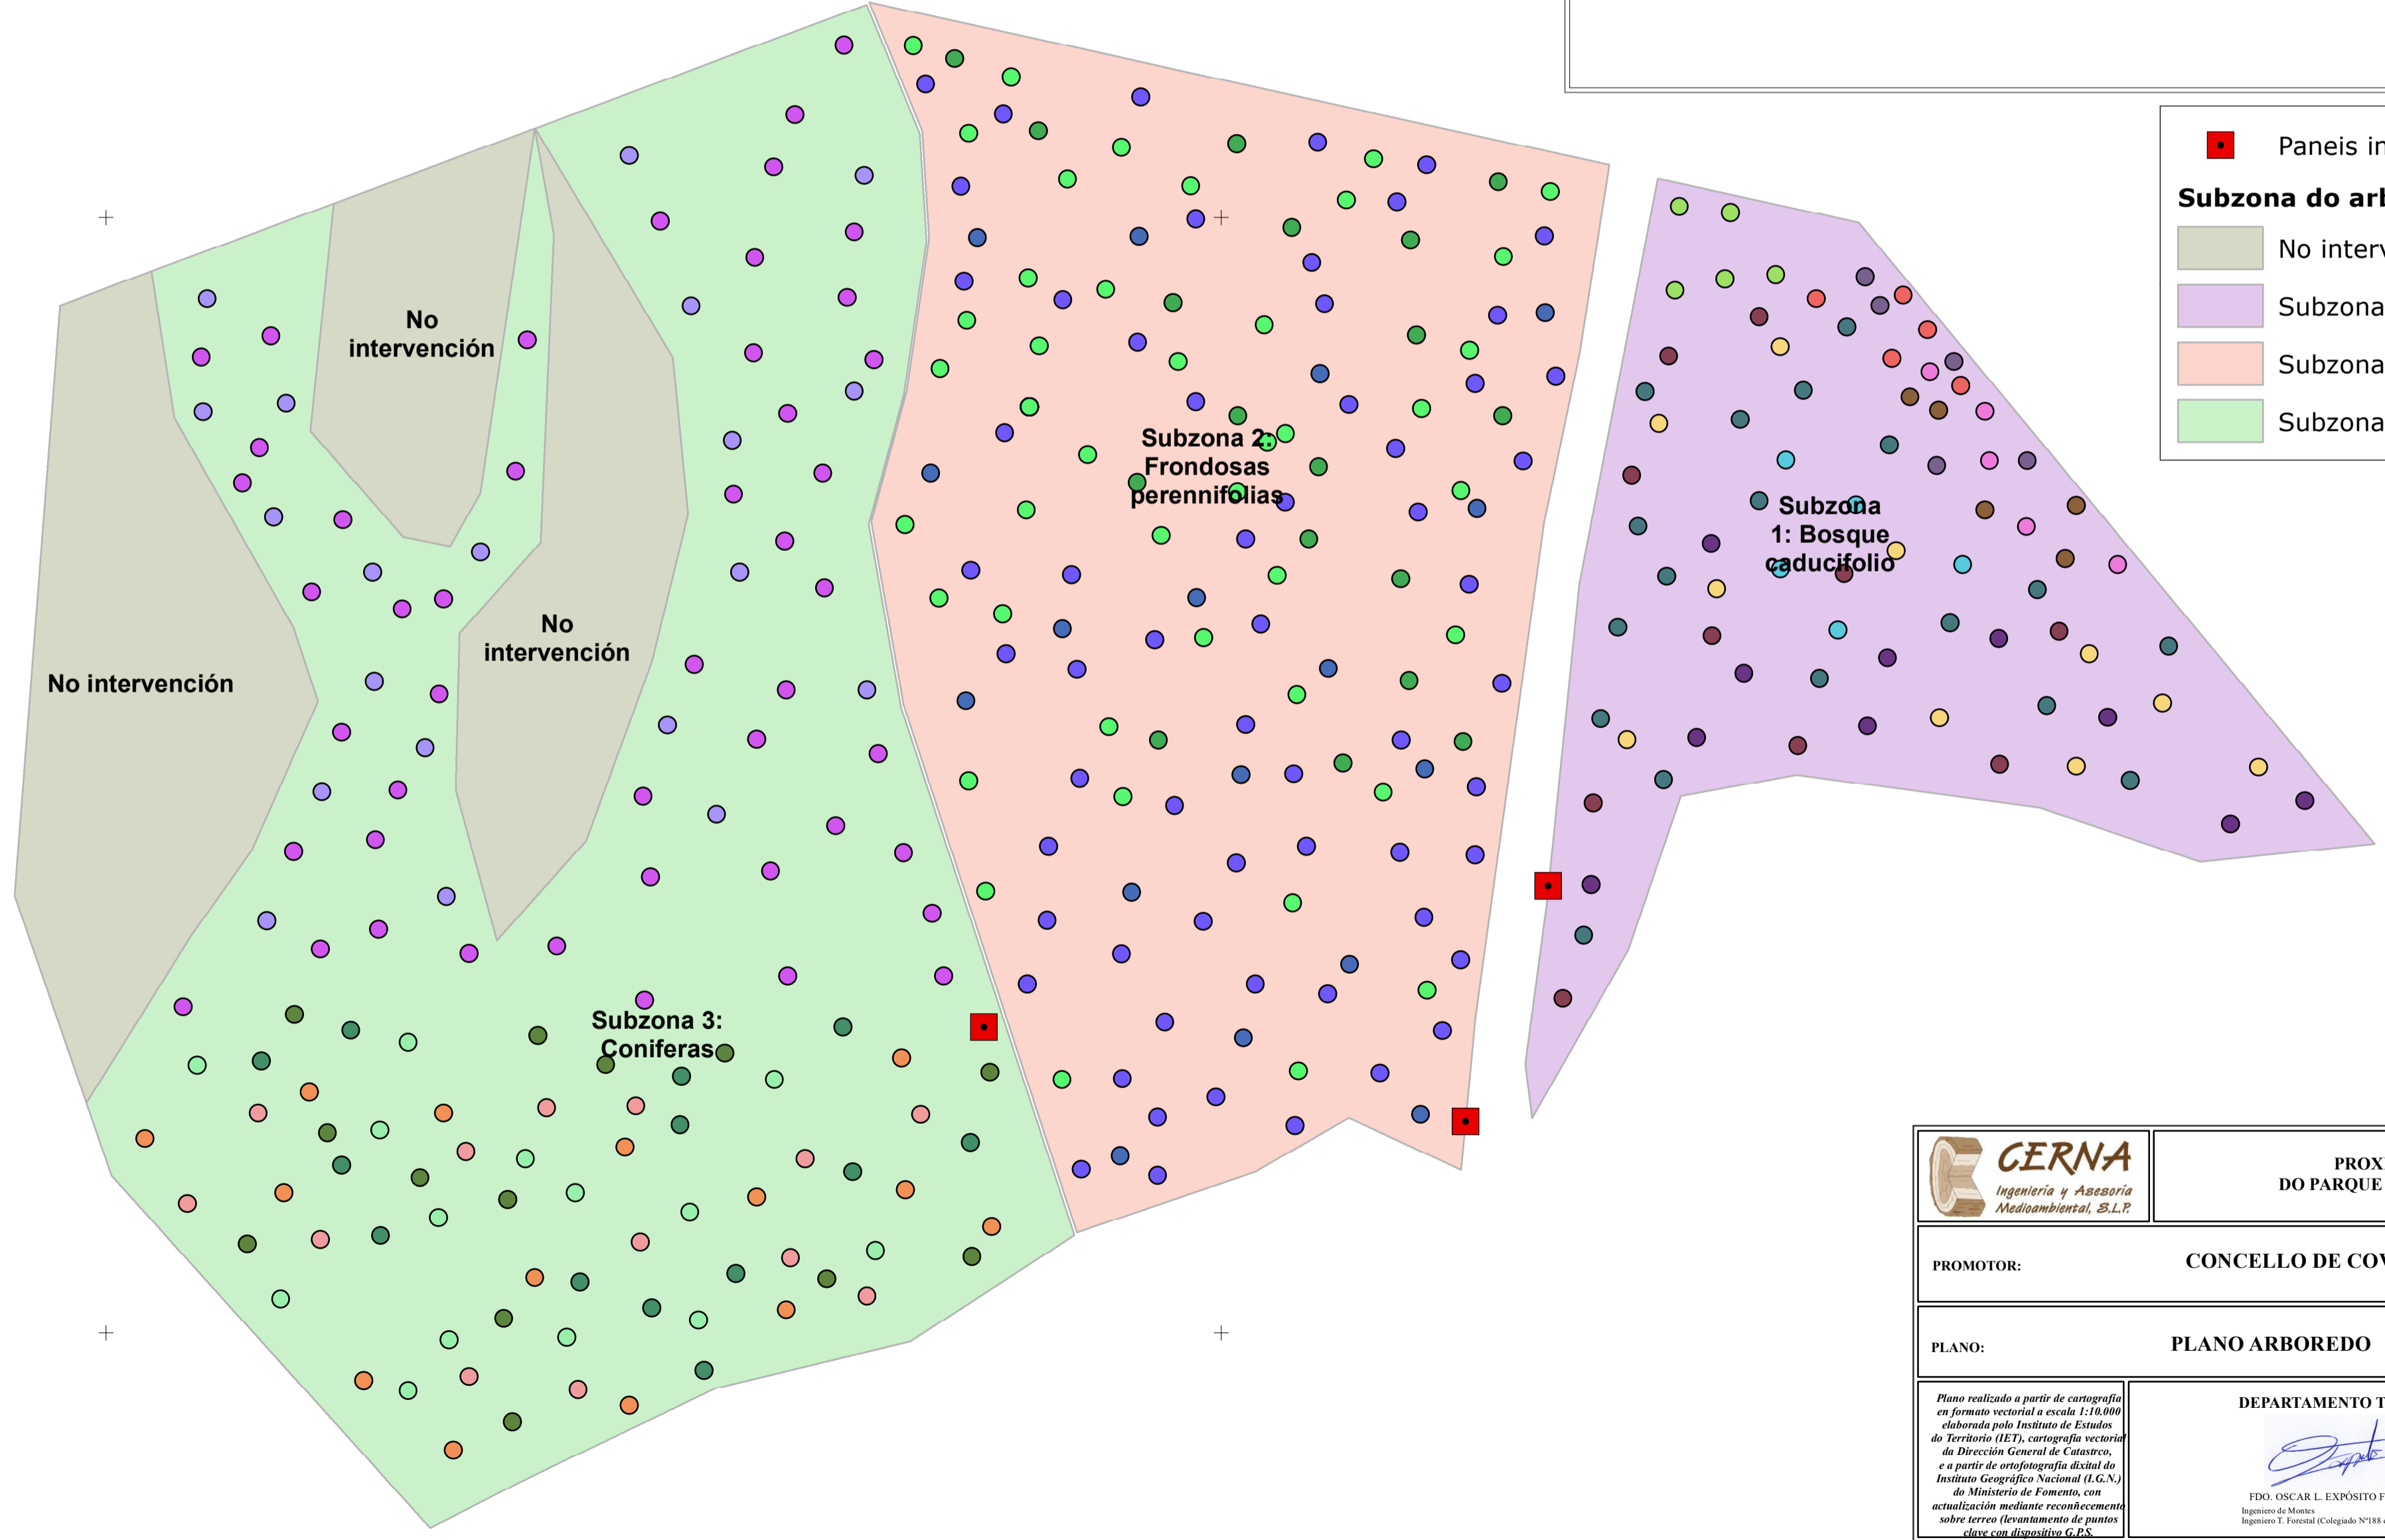 Paneis in
Subzona do arb
No interv
Subzona
Subzona
Subzona
No
intervención
No
intervención
No intervención
Subzona 2:
Frondosas
perennifolias
Subzona
1: Bosque
caducifolio
Subzona 3:
Coniferas
CERNA
Ingeniería y Asesoría
Medioambiental, S.L.P.
PROX
DO PARQUE
PROMOTOR:
CONCELLO DE COV
PLANO:
PLANO ARBOREDO
Plano realizado a partir de cartografía
en formato vectorial a escala 1:10.000
elaborada polo Instituto de Estudos
do Territorio (IET), cartografía vectorial
da Dirección General de Catastrco,
e a partir de ortofotografía dixital do
Instituto Geográfico Nacional (I.G.N.)
do Ministerio de Fomento, con
actualización mediante reconñecemento
sobre terreo (levantamento de puntos
clave con dispositivo G.P.S.
DEPARTAMENTO T
FDO. OSCAR L. EXPÓSITO F
Ingeniero de Montes
Ingeniero T. Forestal (Colegiado Nº188